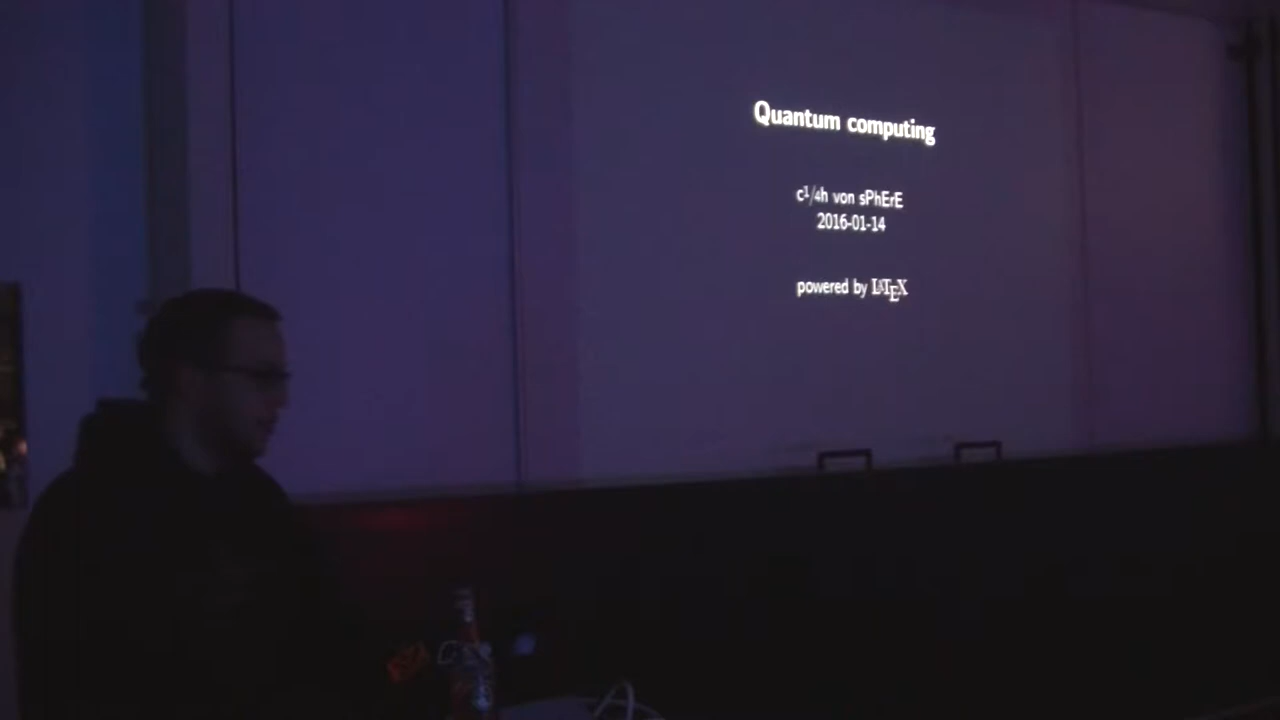 Quantum computing
c¹/₄h von sPhErE
2016-01-14
powered by LATEX